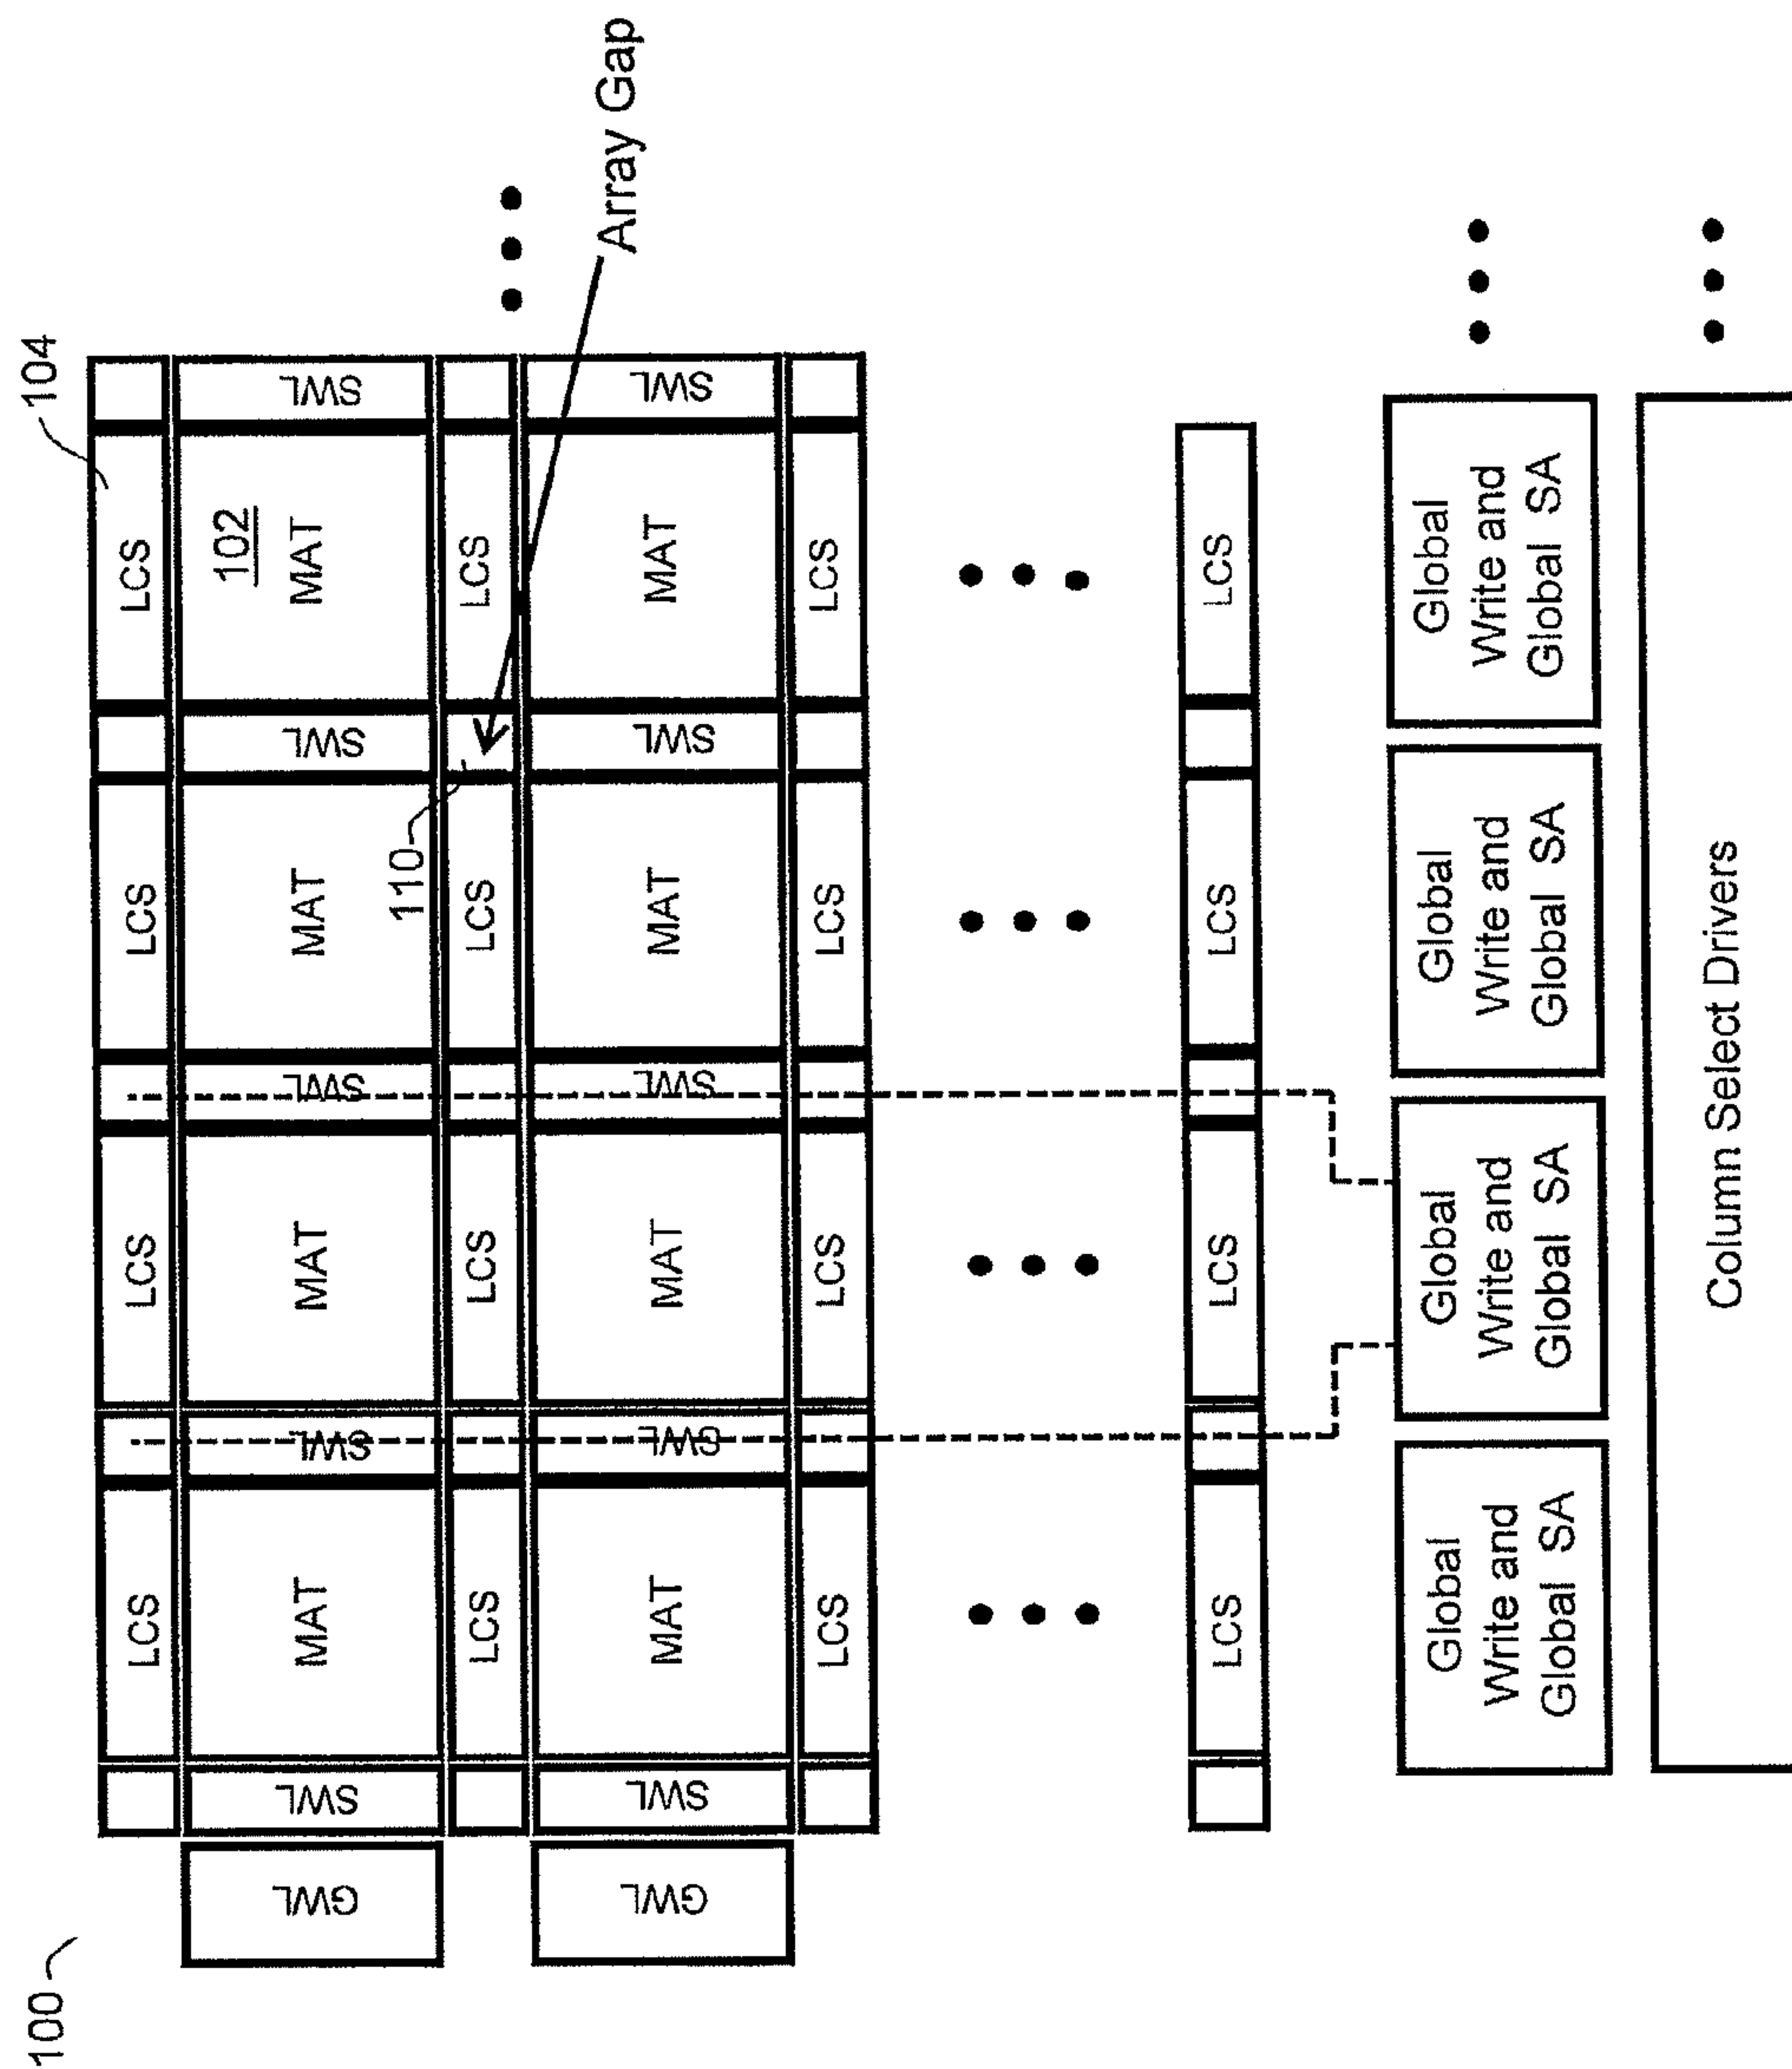 100
104
LCS
LCS
LCS
LCS
GWL
SWL
MAT
SWL
MAT
SWL
MAT
SWL
102
MAT
SWL
110
LCS
LCS
LCS
LCS
Array Gap
GWL
SWL
MAT
SWL
MAT
SWL
MAT
SWL
MAT
SWL
LCS
LCS
LCS
LCS
LCS
LCS
LCS
LCS
Global
Write and
Global SA
Global
Write and
Global SA
Global
Write and
Global SA
Global
Write and
Global SA
Column Select Drivers